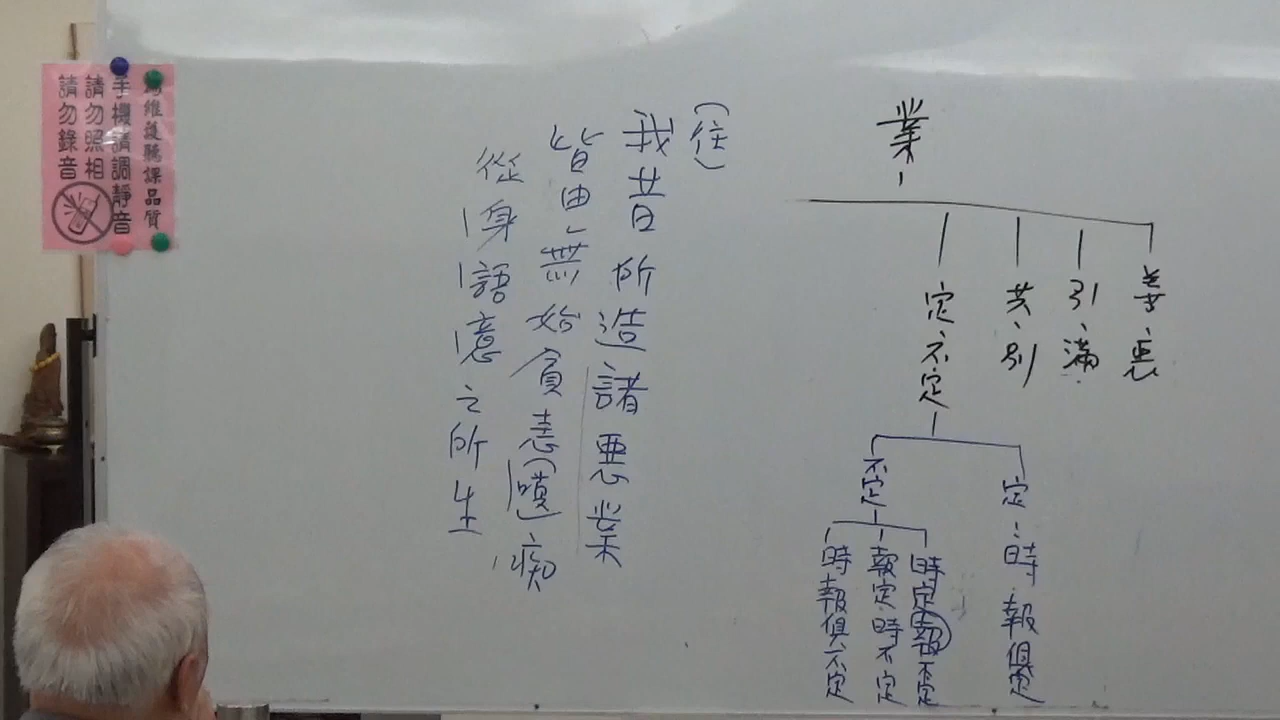 業
善惡
引、滿
共、別
定、不定
定：時報俱定
不定
時定報不定
報定時不定
時報俱不定
(往)
我昔所造諸惡業
皆由無始貪恚(嗔)痴
從身語意之所生
維護聽課品質
手機請調靜音
請勿照相
請勿錄音